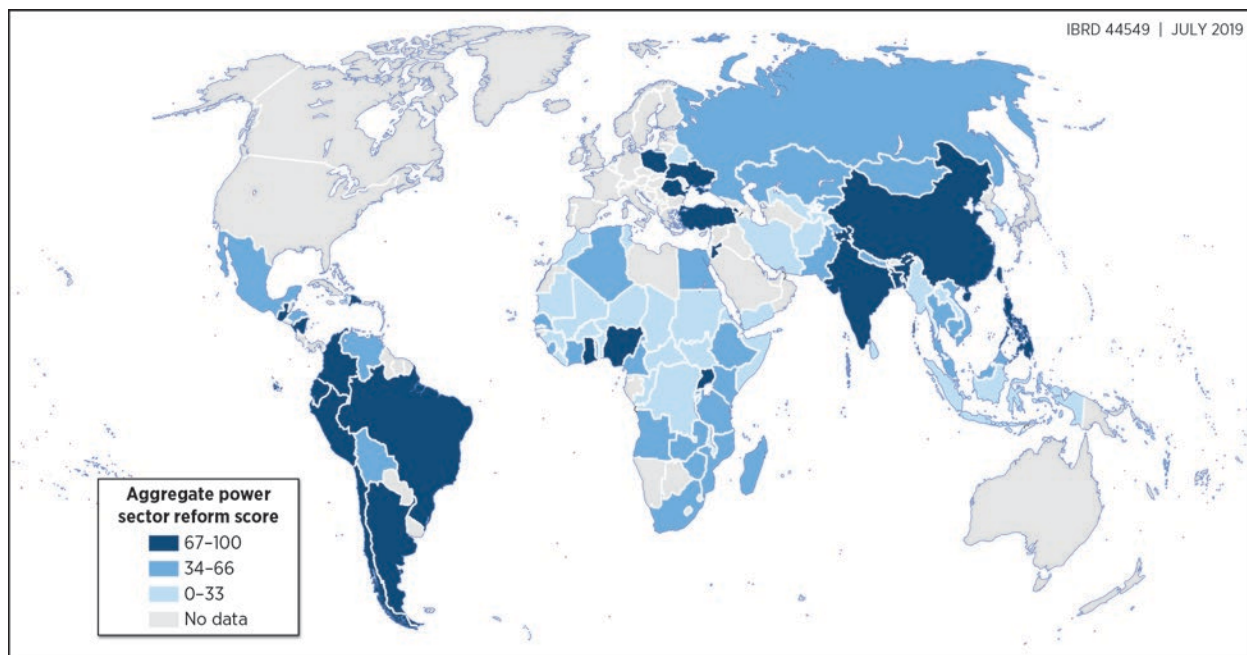 IBRD 44549 | JULY 2019
Aggregate power
sector reform score
67–100
34–66
0–33
No data